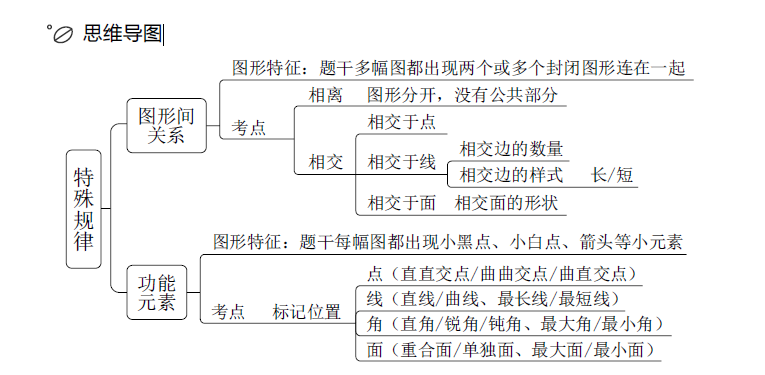 思维导图
图形特征：题干多幅图都出现两个或多个封闭图形连在一起
相离 图形分开，没有公共部分
图形间
关系
考点
相交于点
相交
相交于线
相交边的数量
相交边的样式 长/短
相交于面 相交面的形状
特殊规律
图形特征：题干每幅图都出现小黑点、小白点、箭头等小元素
功能
元素
考点 标记位置
点（直直交点/曲曲交点/曲直交点）
线（直线/曲线、最长线/最短线）
角（直角/锐角/钝角、最大角/最小角）
面（重合面/单独面、最大面/最小面）